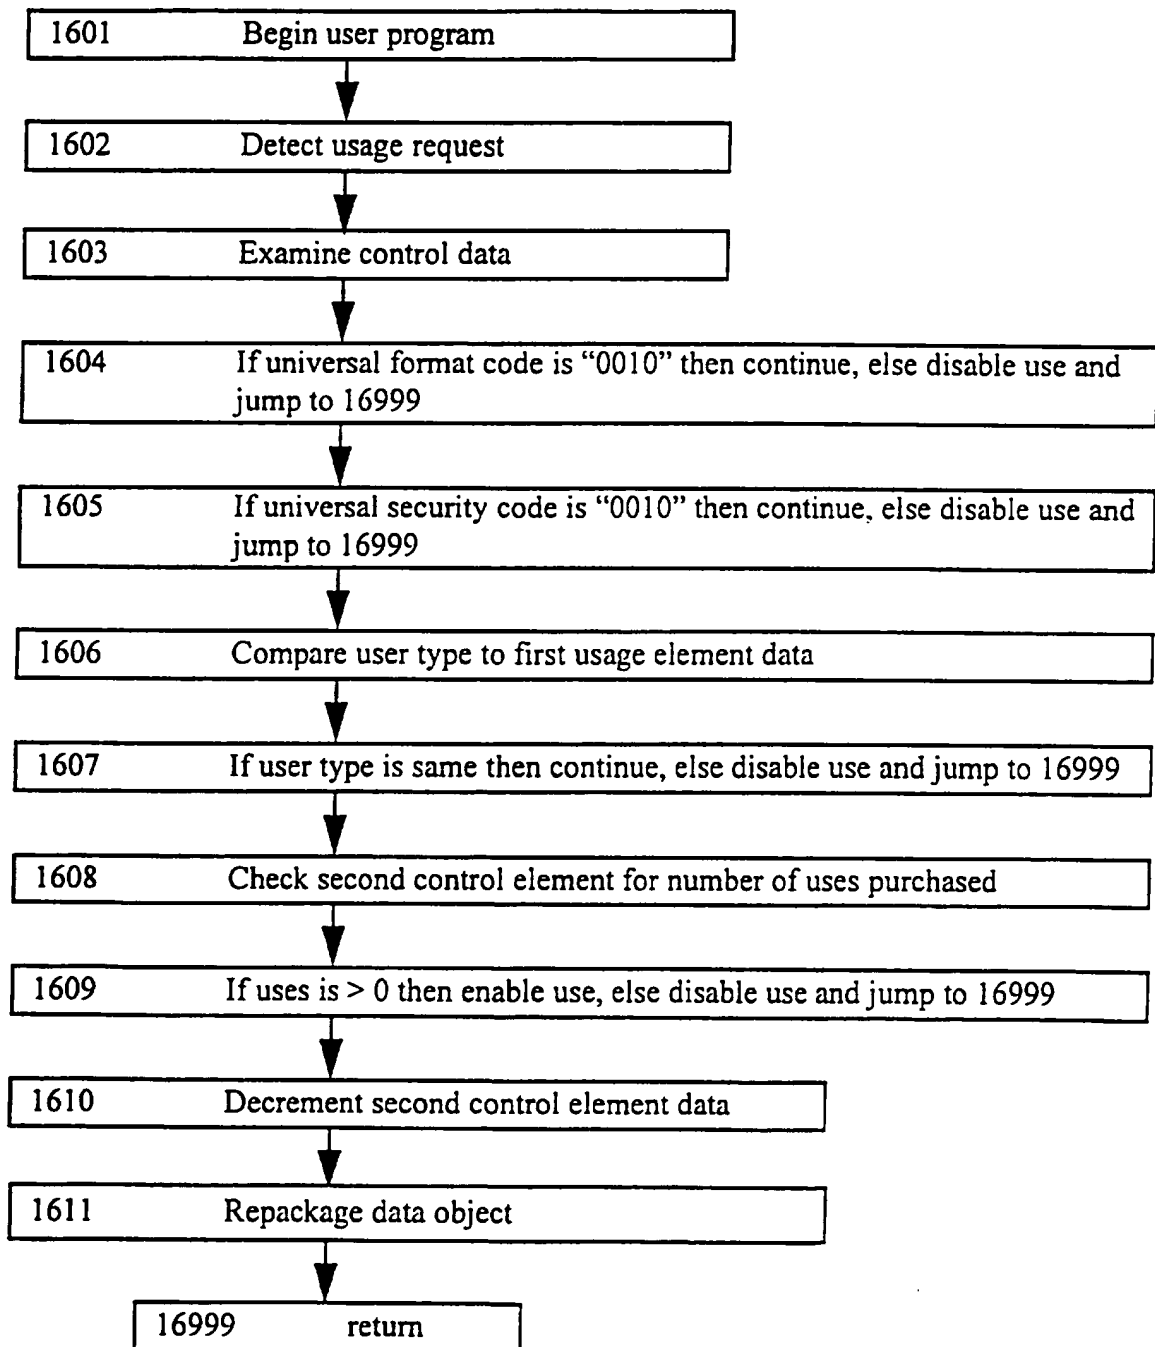 1601 Begin user program
1602 Detect usage request
1603 Examine control data
1604 If universal format code is “0010” then continue, else disable use and
jump to 16999
1605 If universal security code is “0010” then continue, else disable use and
jump to 16999
1606 Compare user type to first usage element data
1607 If user type is same then continue, else disable use and jump to 16999
1608 Check second control element for number of uses purchased
1609 If uses is > 0 then enable use, else disable use and jump to 16999
1610 Decrement second control element data
1611 Repackage data object
16999 return